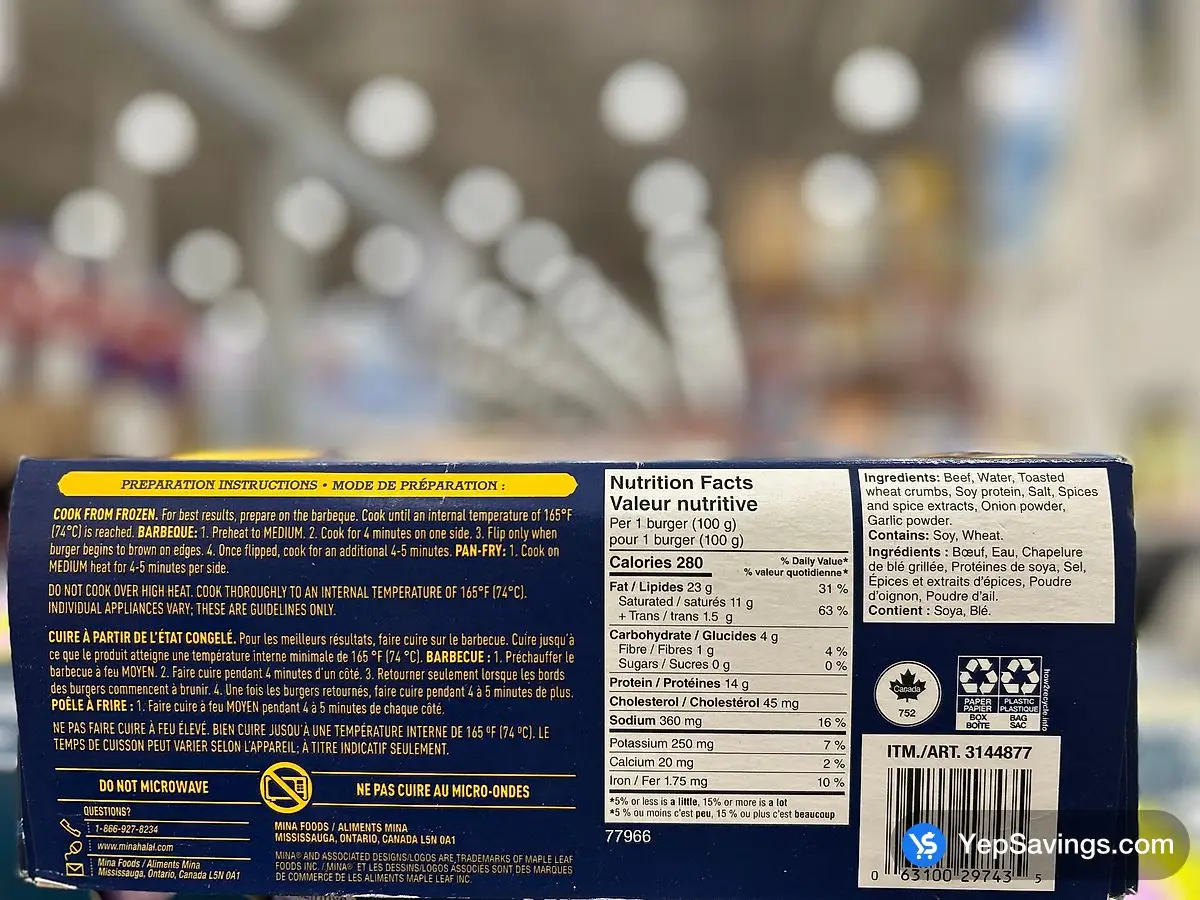 PREPARATION INSTRUCTIONS • MODE DE PRÉPARATION :
COOK FROM FROZEN. For best results, prepare on the barbeque. Cook until an internal temperature of 165°F
(74°C) is reached. BARBEQUE: 1. Preheat to MEDIUM. 2. Cook for 4 minutes on one side. 3. Flip only when
burger begins to brown on edges. 4. Once flipped, cook for an additional 4-5 minutes. PAN-FRY: 1. Cook on
MEDIUM heat for 4-5 minutes per side.
DO NOT COOK OVER HIGH HEAT. COOK THOROUGHLY TO AN INTERNAL TEMPERATURE OF 165°F (74°C).
INDIVIDUAL APPLIANCES VARY; THESE ARE GUIDELINES ONLY.
CUIRE À PARTIR DE L'ÉTAT CONGELÉ. Pour les meilleurs résultats, faire cuire sur le barbecue. Cuire jusqu'à
ce que le produit atteigne une température interne minimale de 165 °F (74 °C). BARBECUE : 1. Préchauffer le
barbecue à feu MOYEN. 2. Faire cuire pendant 4 minutes d'un côté. 3. Retourner seulement lorsque les bords
des burgers commencent à brunir. 4. Une fois les burgers retournés, faire cuire pendant 4 à 5 minutes de plus.
POÊLE À FRIRE : 1. Faire cuire à feu MOYEN pendant 4 à 5 minutes de chaque côté.
NE PAS FAIRE CUIRE À FEU ÉLEVÉ. BIEN CUIRE JUSQU'À UNE TEMPÉRATURE INTERNE DE 165 °F (74 °C). LE
TEMPS DE CUISSON PEUT VARIER SELON L'APPAREIL; À TITRE INDICATIF SEULEMENT.
DO NOT MICROWAVE
NE PAS CUIRE AU MICRO-ONDES
QUESTIONS?
1-866-927-8234
www.minahalal.com
Mina Foods / Aliments Mina
Mississauga, Ontario, Canada L5N 0A1
MINA FOODS / ALIMENTS MINA
MISSISSAUGA, ONTARIO, CANADA L5N 0A1
MINA® AND ASSOCIATED DESIGNS/LOGOS ARE TRADEMARKS OF MAPLE LEAF
FOODS INC. / MINA® ET LES DESSINS/LOGOS ASSOCIÉS SONT DES MARQUES
DE COMMERCE DE LES ALIMENTS MAPLE LEAF INC.
Nutrition Facts
Valeur nutritive
Per 1 burger (100 g)
pour 1 burger (100 g)
Calories 280
% Daily Value*
% valeur quotidienne*
Fat / Lipides 23 g 31 %
Saturated / saturés 11 g
+ Trans / trans 1.5 g 63 %
Carbohydrate / Glucides 4 g
Fibre / Fibres 1 g 4 %
Sugars / Sucres 0 g 0 %
Protein / Protéines 14 g
Cholesterol / Cholestérol 45 mg
Sodium 360 mg 16 %
Potassium 250 mg 7 %
Calcium 20 mg 2 %
Iron / Fer 1.75 mg 10 %
*5% or less is a little, 15% or more is a lot
*5 % ou moins c'est peu, 15 % ou plus c'est beaucoup
77966
Ingredients: Beef, Water, Toasted
wheat crumbs, Soy protein, Salt, Spices
and spice extracts, Onion powder,
Garlic powder.
Contains: Soy, Wheat.
Ingrédients : Bœuf, Eau, Chapelure
de blé grillée, Protéines de soya, Sel,
Épices et extraits d'épices, Poudre
d'oignon, Poudre d'ail.
Contient : Soya, Blé.
Canada
752
PAPER
PAPIER
BOX
BOÎTE
PLASTIC
PLASTIQUE
BAG
SAC
how2recycle.info
ITM./ART. 3144877
0 63100 29743 5
YepSavings.com